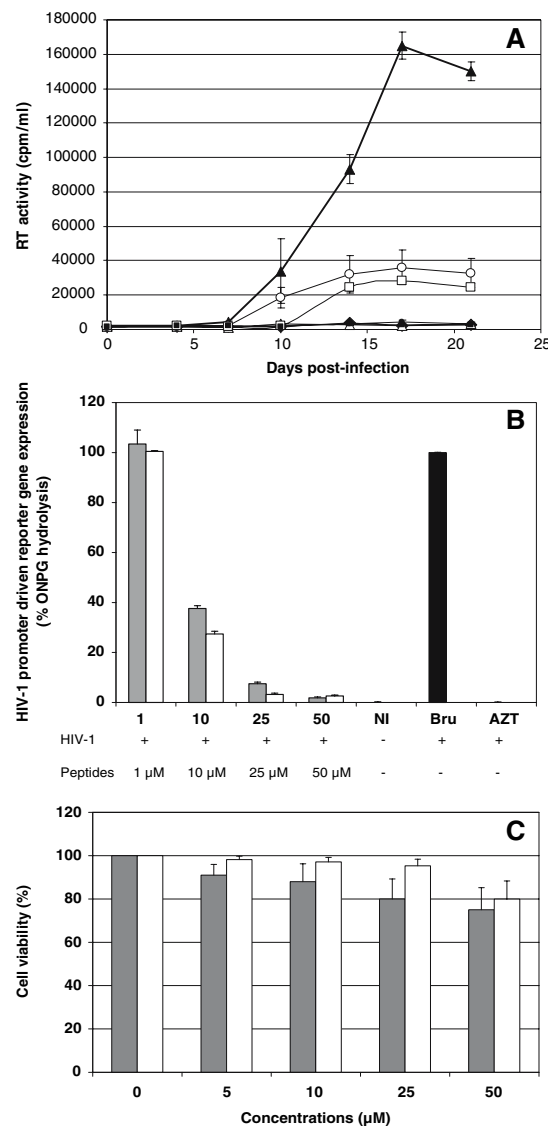 A
180000
160000
140000
120000
100000
80000
60000
40000
20000
0
RT activity (cpm/ml)
0 5 10 15 20 25
Days post-infection
B
120
100
80
60
40
20
0
HIV-1 promoter driven reporter gene expression
(% ONPG hydrolysis)
1 10 25 50 NI Bru AZT
HIV-1 + + + + - + +
Peptides 1 µM 10 µM 25 µM 50 µM - - -
C
120
100
80
60
40
20
0
Cell viability (%)
0 5 10 25 50
Concentrations (µM)